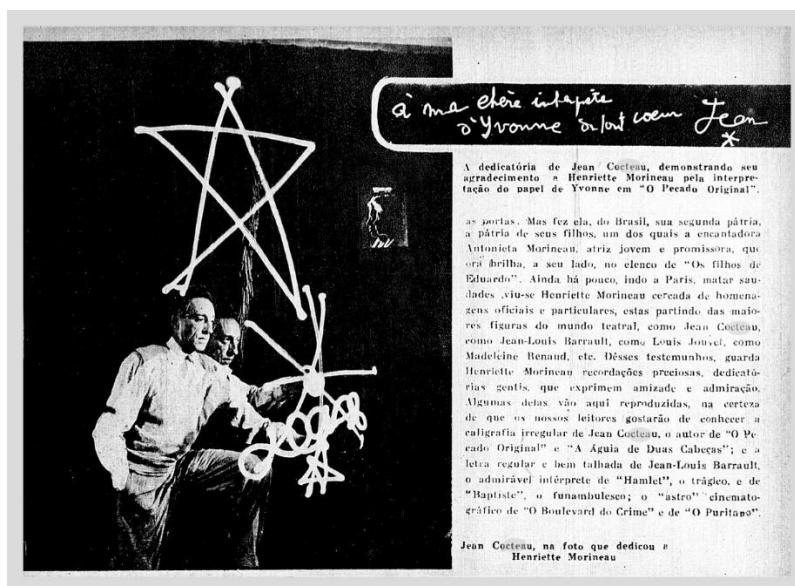 à ma chère interprète
d'Yvonne de tout coeur Jean
A dedicatória de Jean Cocteau, demonstrando seu
agradecimento a Henriette Morineau pela interpre-
tação do papel de Yvonne em "O Pecado Original".
as portas. Mas fez ela, do Brasil, sua segunda pátria,
a pátria de seus filhos, um dos quais a encantadora
Antonieta Morineau, atriz jovem e promissora, que
ora brilha, a seu lado, no elenco de "Os filhos de
Eduardo". Ainda há pouco, indo a Paris, matar sau-
dades ,viu-se Henriette Morineau cercada de homena-
gens oficiais e particulares, estas partindo das maio-
res figuras do mundo teatral, como Jean Cocteau,
como Jean-Louis Barrault, como Louis Jouvet, como
Madeleine Renaud, etc. Dêsses testemunhos, guarda
Henriette Morineau recordações preciosas, dedicató-
rias gentis, que exprimem amizade e admiração.
Algumas delas vão aqui reproduzidas, na certeza
de que os nossos leitores gostarão de conhecer a
caligrafia irregular de Jean Cocteau, o autor de "O Pe-
cado Original" e "A Águia de Duas Cabeças"; e a
letra regular e bem talhada de Jean-Louis Barrault,
o admirável intérprete de "Hamlet", o trágico, e de
"Baptiste", o funambulesco; o "astro" cinemato-
gráfico de "O Boulevard do Crime" e de "O Puritano".
Jean Cocteau, na foto que dedicou a
Henriette Morineau